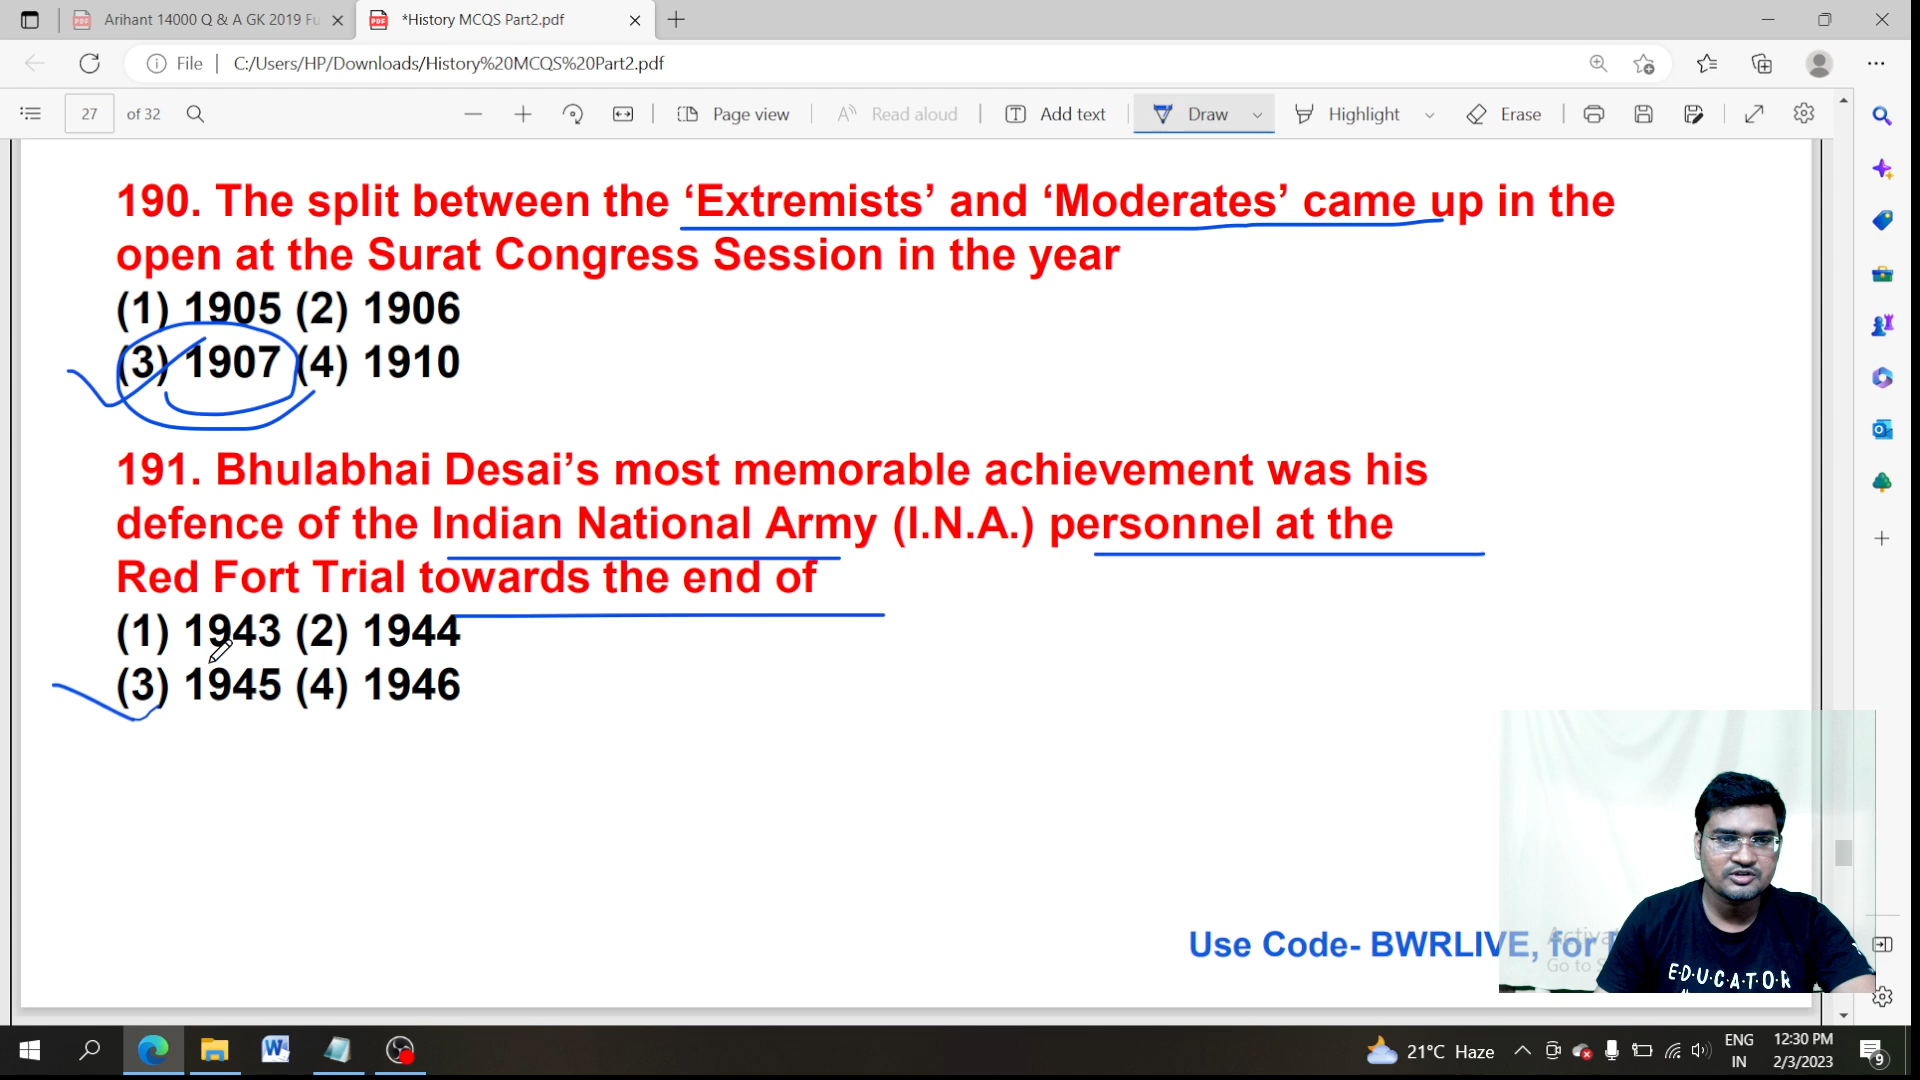 Arihant 14000 Q & A GK 2019 Fu
*History MCQS Part2.pdf
File
C:/Users/HP/Downloads/History%20MCQS%20Part2.pdf
27 of 32
Page view
Read aloud
Add text
Draw
Highlight
Erase
190. The split between the ‘Extremists’ and ‘Moderates’ came up in the
open at the Surat Congress Session in the year
(1) 1905 (2) 1906
(3) 1907 (4) 1910
191. Bhulabhai Desai’s most memorable achievement was his
defence of the Indian National Army (I.N.A.) personnel at the
Red Fort Trial towards the end of
(1) 1943 (2) 1944
(3) 1945 (4) 1946
Use Code- BWRLIVE, for
Activa
Go to S
E·D·U·C·A·T·O·R
21°C Haze
ENG
IN
12:30 PM
2/3/2023
9